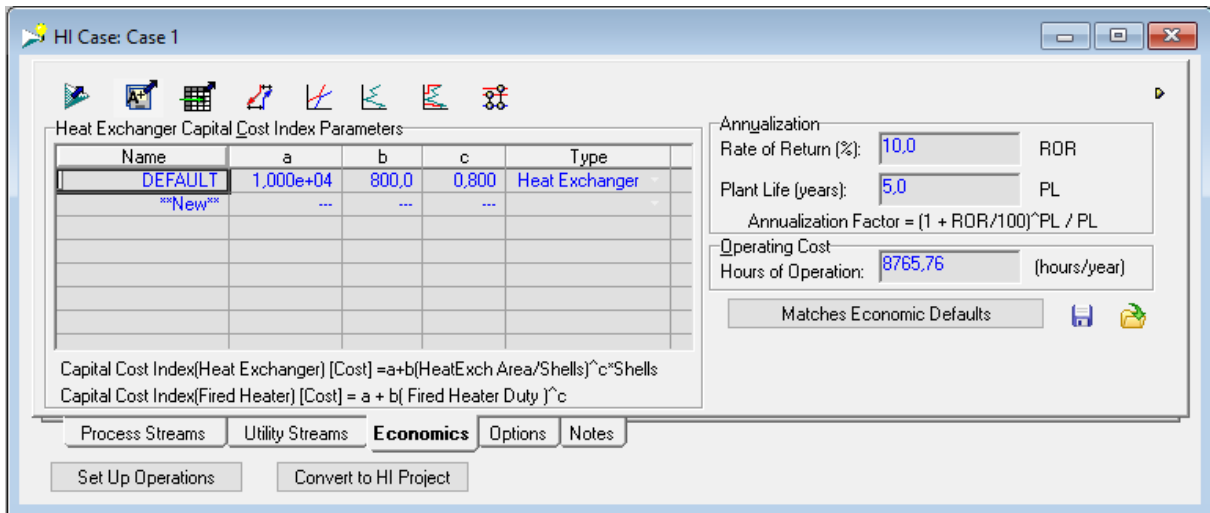 HI Case: Case 1
Heat Exchanger Capital Cost Index Parameters
Name a b c Type
DEFAULT 1,000e+04 800,0 0,800 Heat Exchanger
**New** --- --- ---
Capital Cost Index(Heat Exchanger) [Cost] =a+b(HeatExch Area/Shells)^c*Shells
Capital Cost Index(Fired Heater) [Cost] = a + b( Fired Heater Duty )^c
Annualization
Rate of Return (%): 10,0 ROR
Plant Life (years): 5,0 PL
Annualization Factor = (1 + ROR/100)^PL / PL
Operating Cost
Hours of Operation: 8765,76 (hours/year)
Matches Economic Defaults
Process Streams Utility Streams Economics Options Notes
Set Up Operations Convert to HI Project